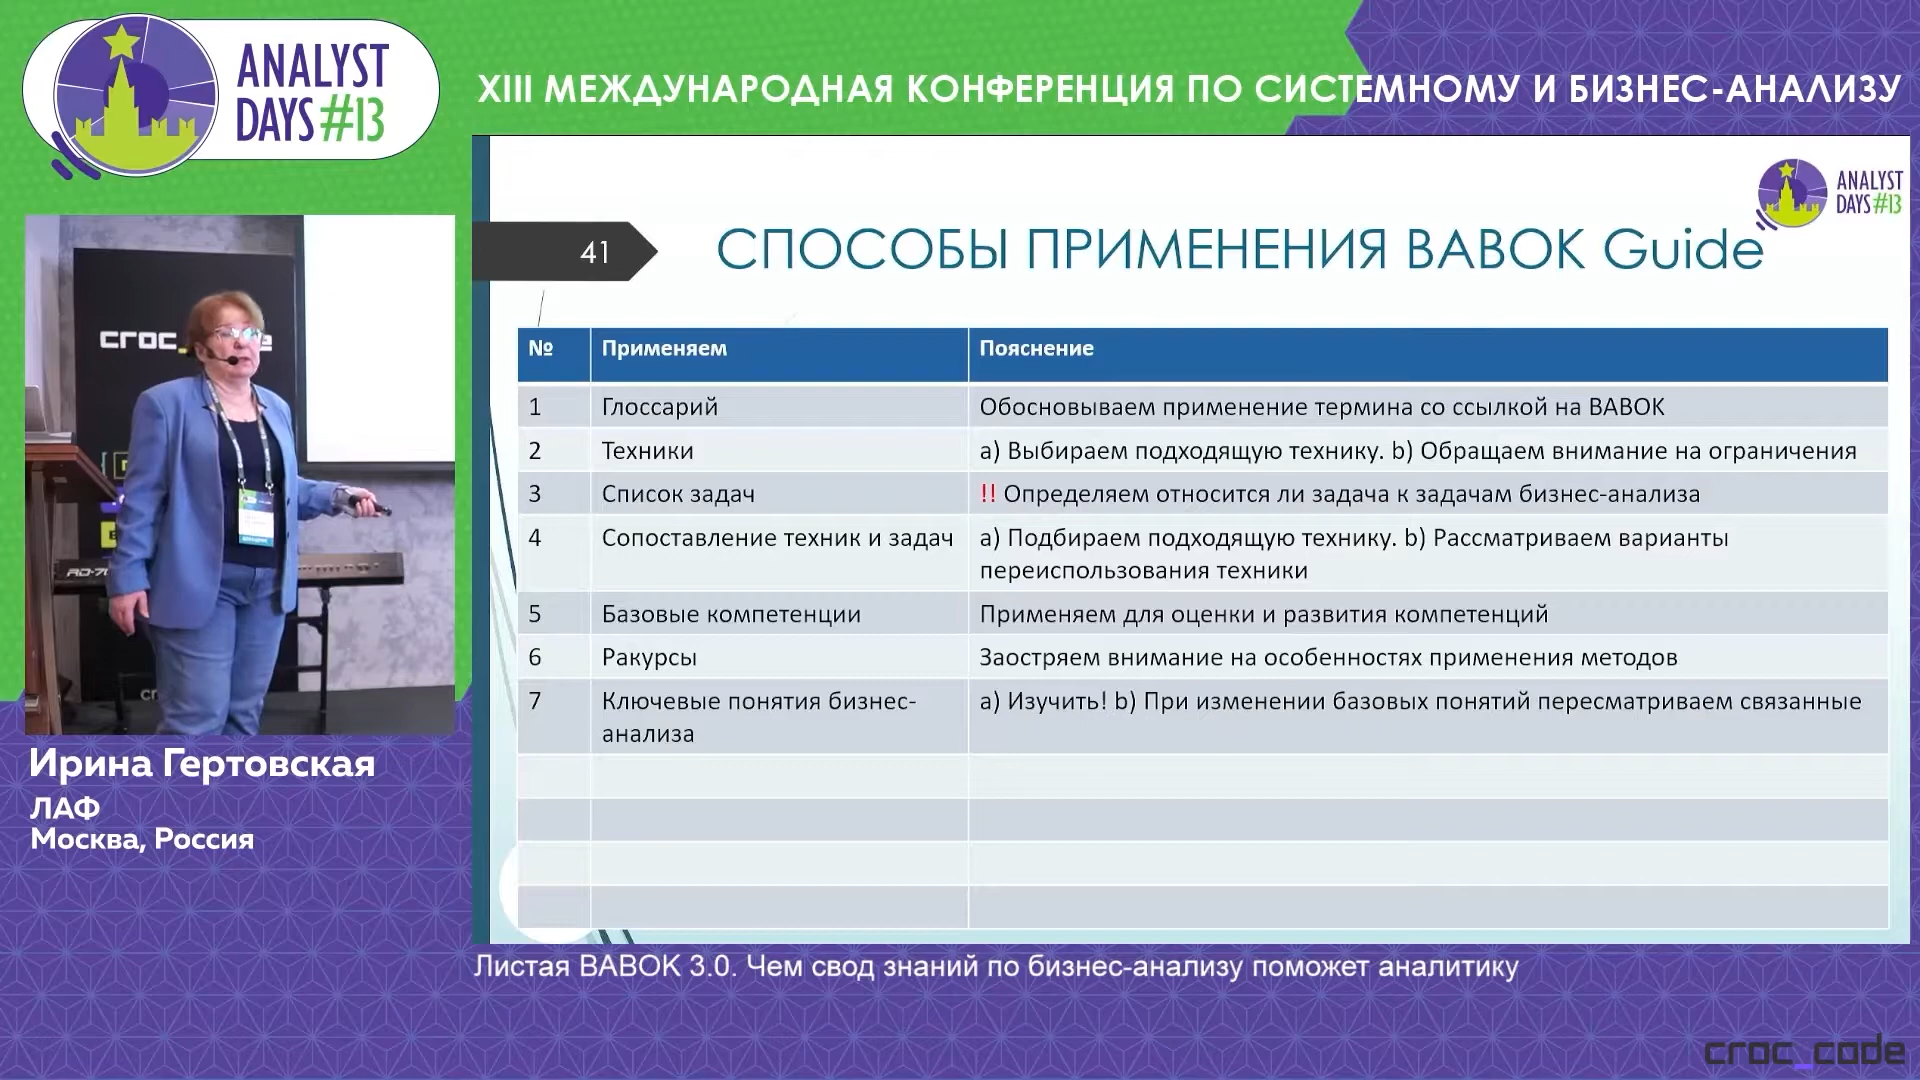 ANALYST
DAYS #13
XIII МЕЖДУНАРОДНАЯ КОНФЕРЕНЦИЯ ПО СИСТЕМНОМУ И БИЗНЕС-АНАЛИЗУ
ANALYST
DAYS #13
41
СПОСОБЫ ПРИМЕНЕНИЯ BABOK Guide
№ Применяем Пояснение
1 Глоссарий Обосновываем применение термина со ссылкой на BABOK
2 Техники a) Выбираем подходящую технику. b) Обращаем внимание на ограничения
3 Список задач !! Определяем относится ли задача к задачам бизнес-анализа
4 Сопоставление техник и задач a) Подбираем подходящую технику. b) Рассматриваем варианты
переиспользования техники
5 Базовые компетенции Применяем для оценки и развития компетенций
6 Ракурсы Заостряем внимание на особенностях применения методов
7 Ключевые понятия бизнес- a) Изучить! b) При изменении базовых понятий пересматриваем связанные
анализа
Ирина Гертовская
ЛАФ
Москва, Россия
Листая BABOK 3.0. Чем свод знаний по бизнес-анализу поможет аналитику
croc_code